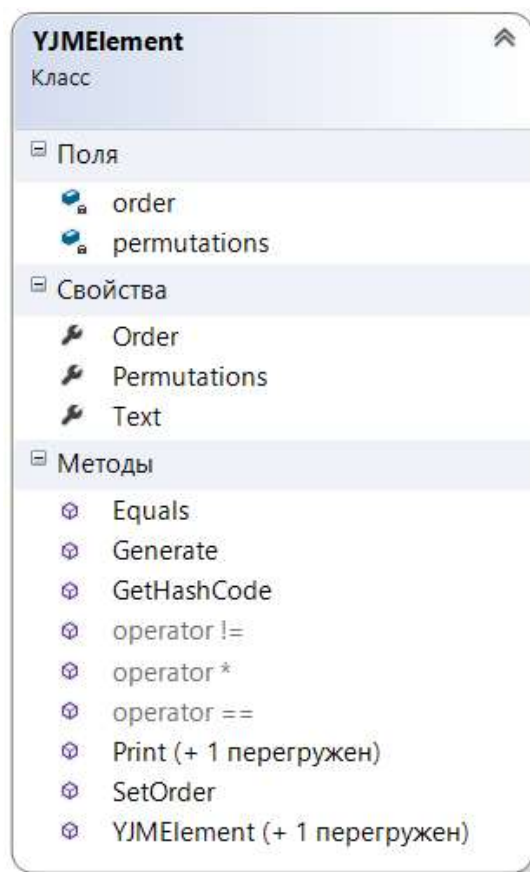 YJMElement
Класс
Поля
order
permutations
Свойства
Order
Permutations
Text
Методы
Equals
Generate
GetHashCode
operator !=
operator *
operator ==
Print (+ 1 перегружен)
SetOrder
YJMElement (+ 1 перегружен)